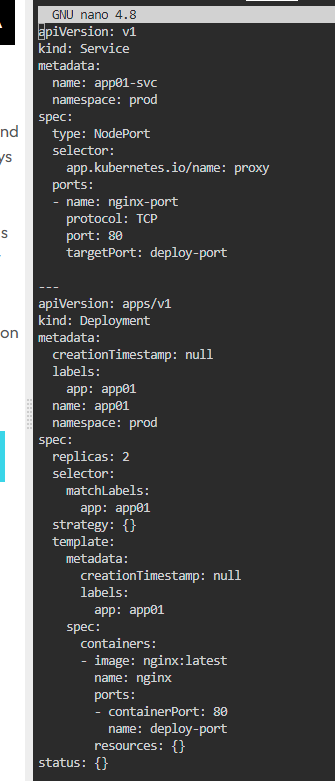 GNU nano 4.8
apiVersion: v1
kind: Service
metadata:
  name: app01-svc
  namespace: prod
spec:
  type: NodePort
  selector:
    app.kubernetes.io/name: proxy
  ports:
  - name: nginx-port
    protocol: TCP
    port: 80
    targetPort: deploy-port
---
apiVersion: apps/v1
kind: Deployment
metadata:
  creationTimestamp: null
  labels:
    app: app01
  name: app01
  namespace: prod
spec:
  replicas: 2
  selector:
    matchLabels:
      app: app01
  strategy: {}
  template:
    metadata:
      creationTimestamp: null
      labels:
        app: app01
    spec:
      containers:
      - image: nginx:latest
        name: nginx
        ports:
        - containerPort: 80
          name: deploy-port
        resources: {}
status: {}